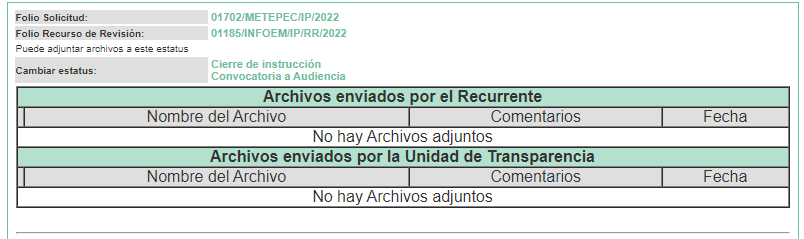 Folio Solicitud: 01702/METEPEC/IP/2022
Folio Recurso de Revisión: 01185/INFOEM/IP/RR/2022
Puede adjuntar archivos a este estatus
Cambiar estatus: Cierre de instrucción
Convocatoria a Audiencia
Archivos enviados por el Recurrente
Nombre del Archivo Comentarios Fecha
No hay Archivos adjuntos
Archivos enviados por la Unidad de Transparencia
Nombre del Archivo Comentarios Fecha
No hay Archivos adjuntos